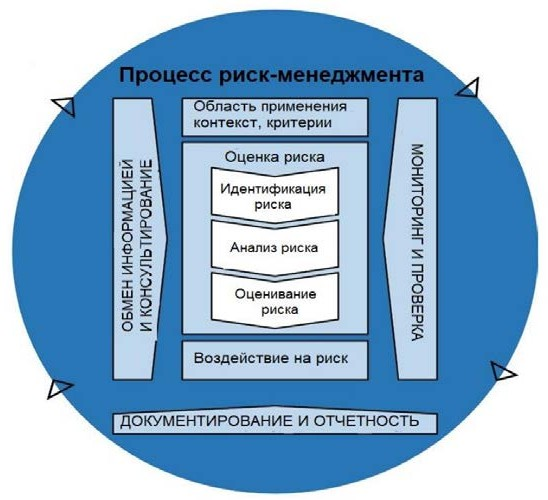 Процесс риск-менеджмента
Область применения
контекст, критерии
Оценка риска
Идентификация
риска
Анализ риска
Оценивание
риска
Воздействие на риск
ОБМЕН ИНФОРМАЦИЕЙ
И КОНСУЛЬТИРОВАНИЕ
МОНИТОРИНГ И ПРОВЕРКА
ДОКУМЕНТИРОВАНИЕ И ОТЧЕТНОСТЬ